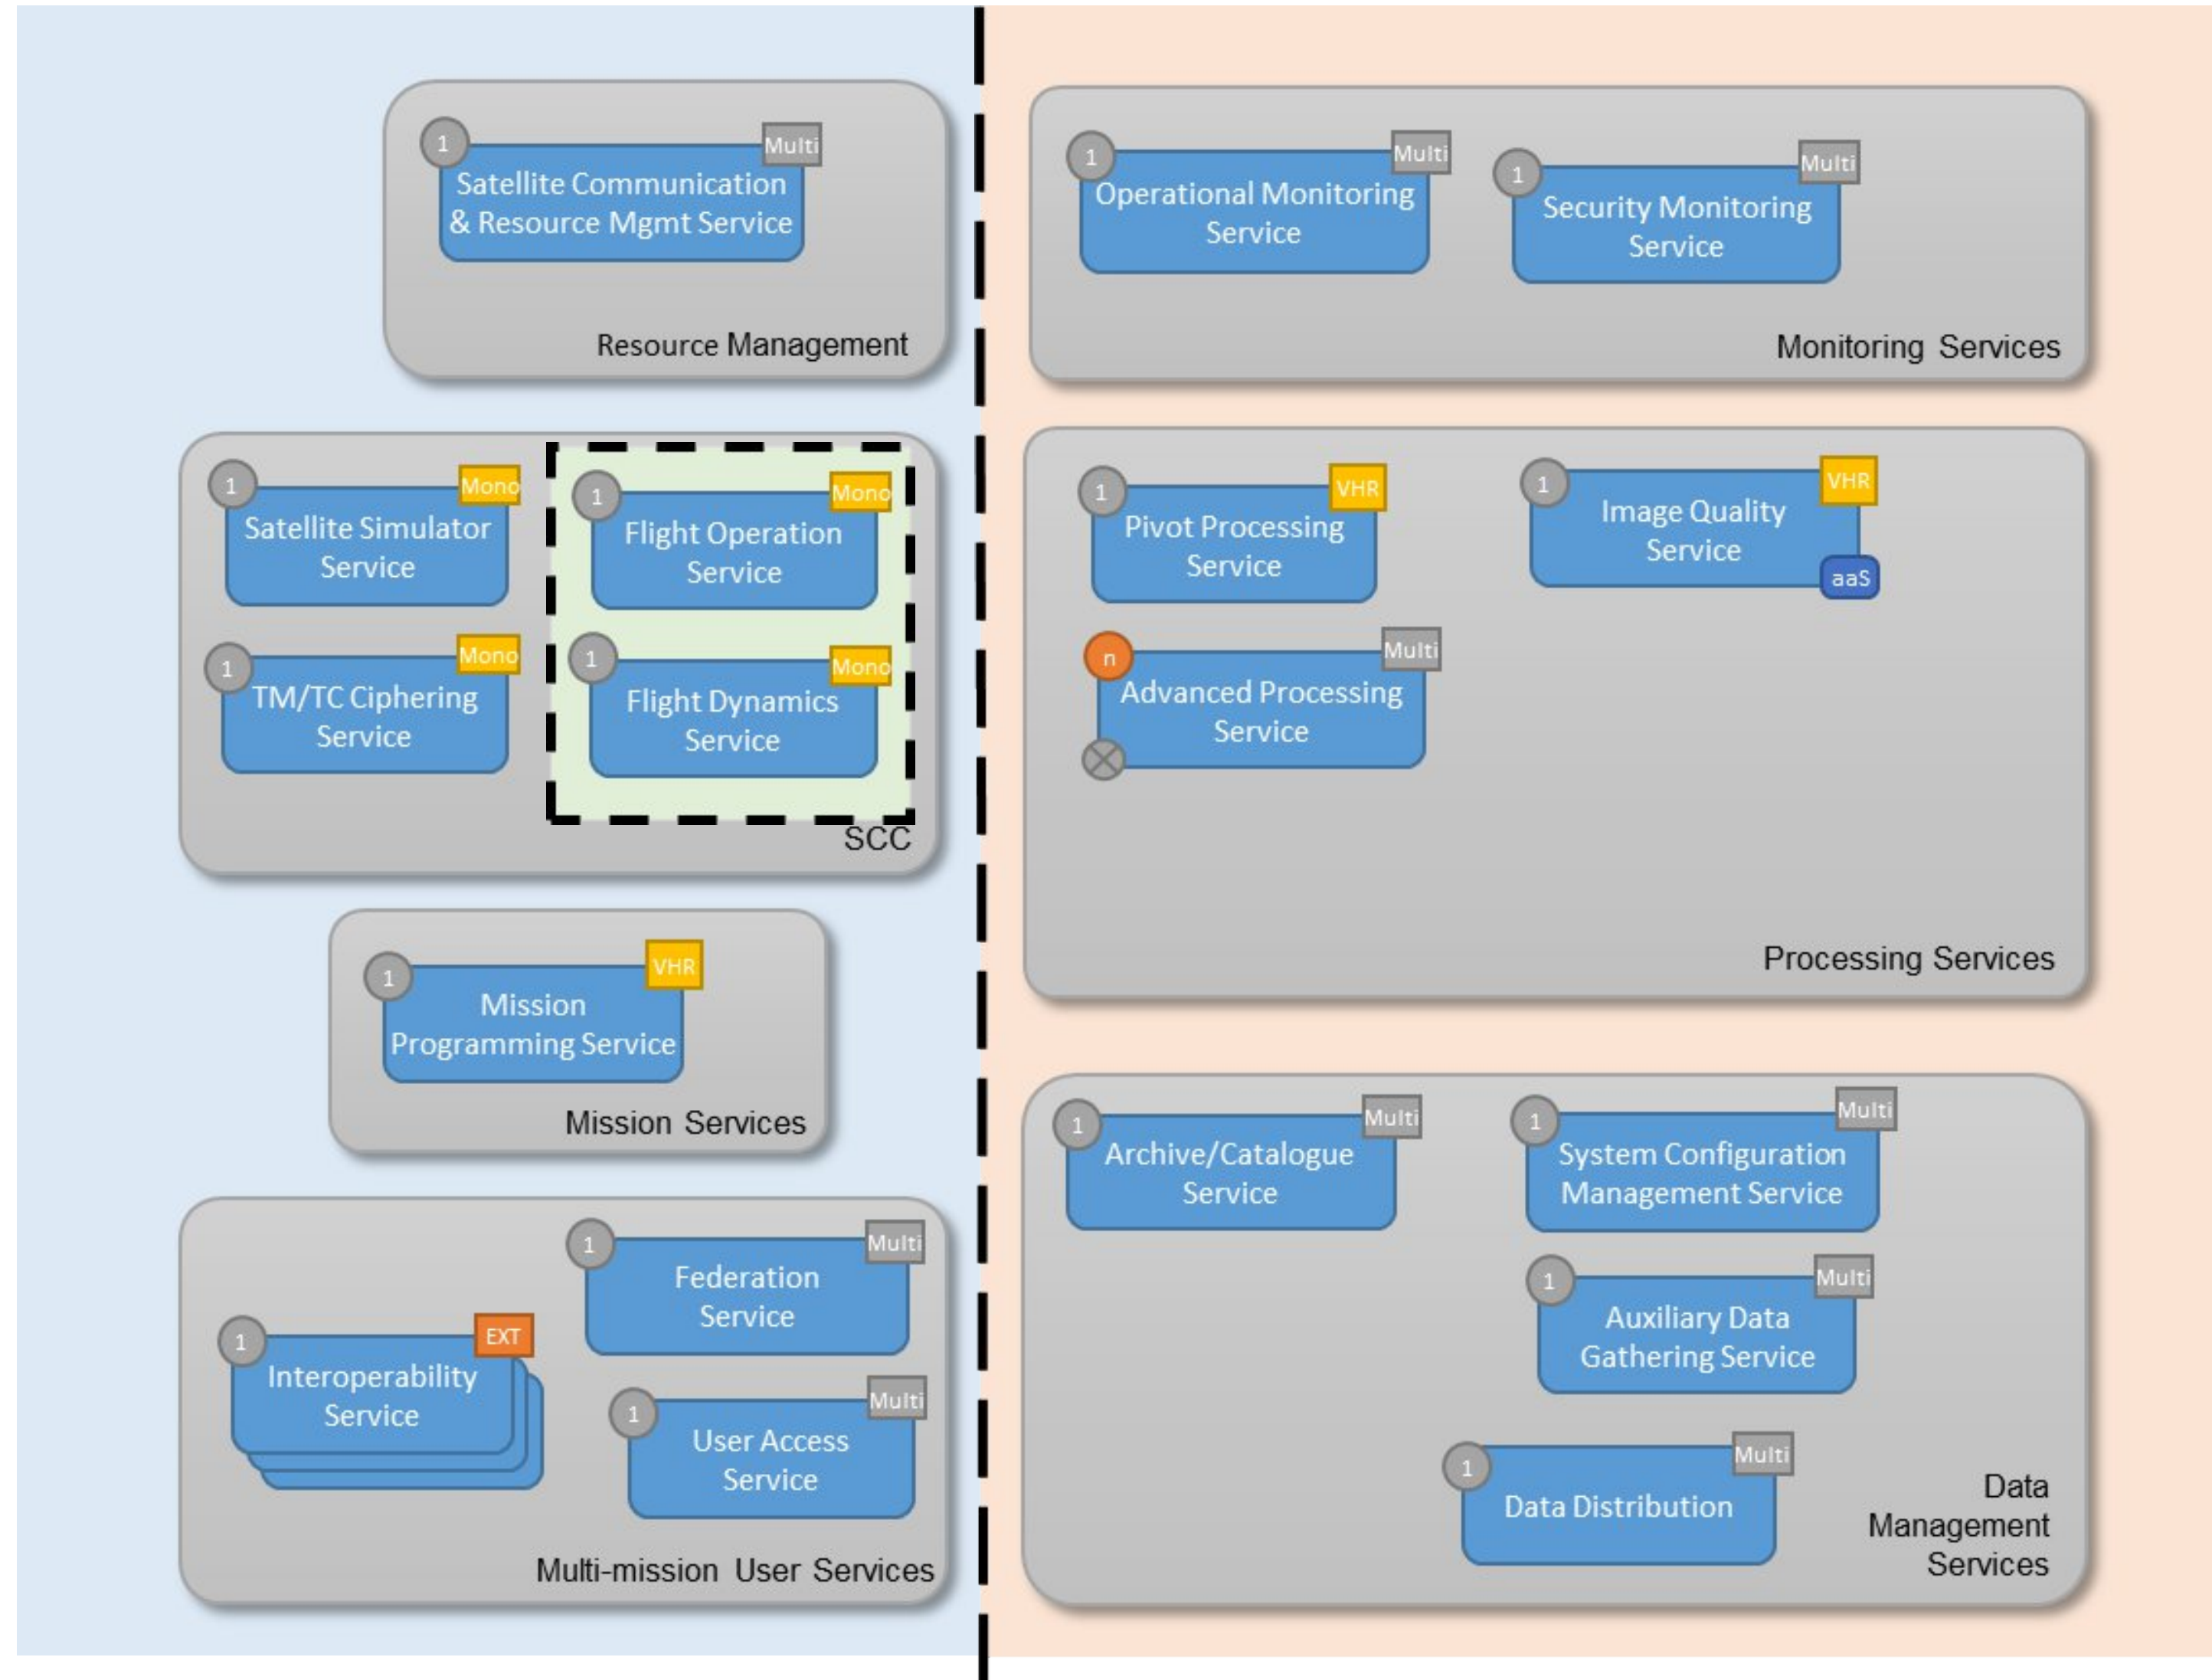 1
Multi
Satellite Communication
& Resource Mgmt Service
Resource Management
1
Mono
Satellite Simulator
Service
1
Mono
Flight Operation
Service
1
Mono
TM/TC Ciphering
Service
1
Mono
Flight Dynamics
Service
SCC
1
VHR
Mission
Programming Service
Mission Services
1
Multi
Federation
Service
1
EXT
Interoperability
Service
1
Multi
User Access
Service
Multi-mission User Services
1
Multi
Operational Monitoring
Service
1
Multi
Security Monitoring
Service
Monitoring Services
1
VHR
Pivot Processing
Service
1
VHR
Image Quality
Service
aaS
n
Multi
Advanced Processing
Service
Processing Services
1
Multi
Archive/Catalogue
Service
1
Multi
System Configuration
Management Service
1
Multi
Auxiliary Data
Gathering Service
1
Multi
Data Distribution
Data
Management
Services